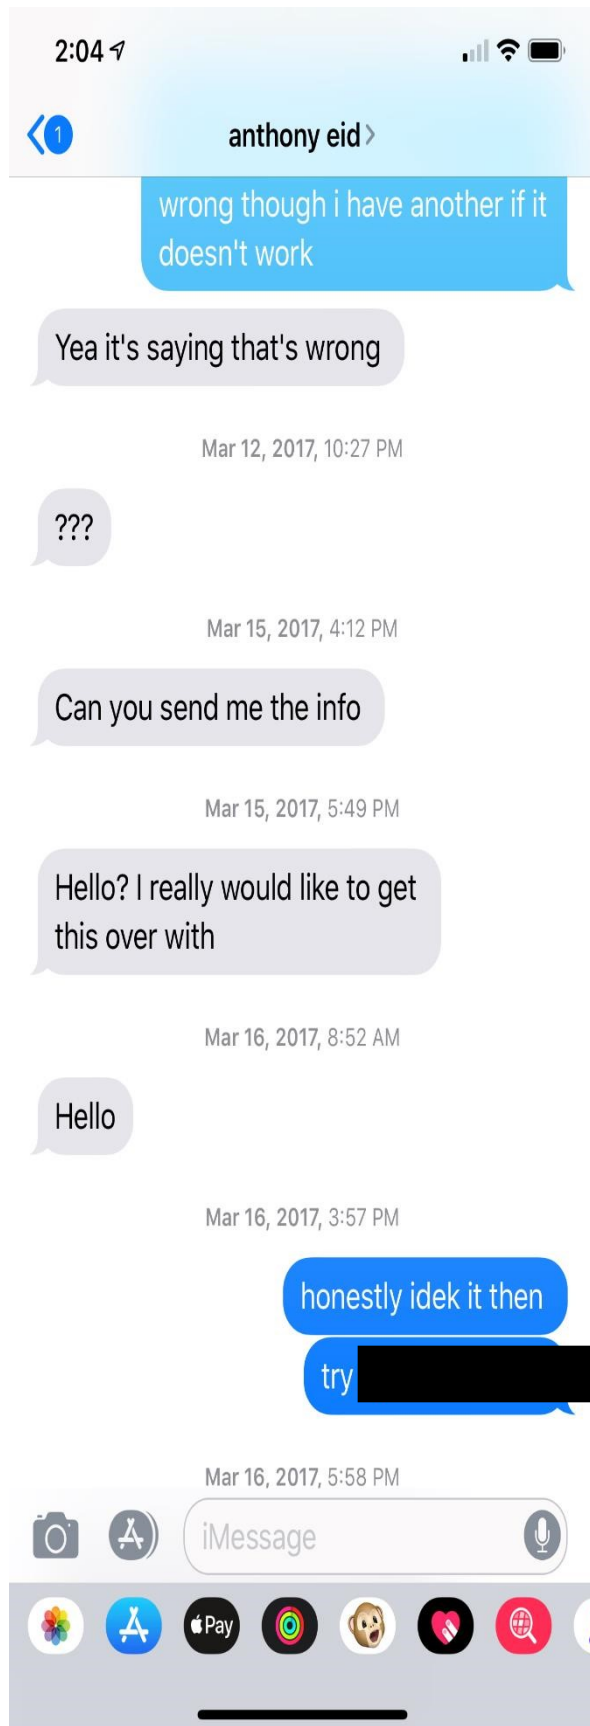 2:04
1
anthony eid
wrong though i have another if it
doesn't work
Yea it's saying that's wrong
Mar 12, 2017, 10:27 PM
???
Mar 15, 2017, 4:12 PM
Can you send me the info
Mar 15, 2017, 5:49 PM
Hello? I really would like to get
this over with
Mar 16, 2017, 8:52 AM
Hello
Mar 16, 2017, 3:57 PM
honestly idek it then
try
Mar 16, 2017, 5:58 PM
iMessage
Pay